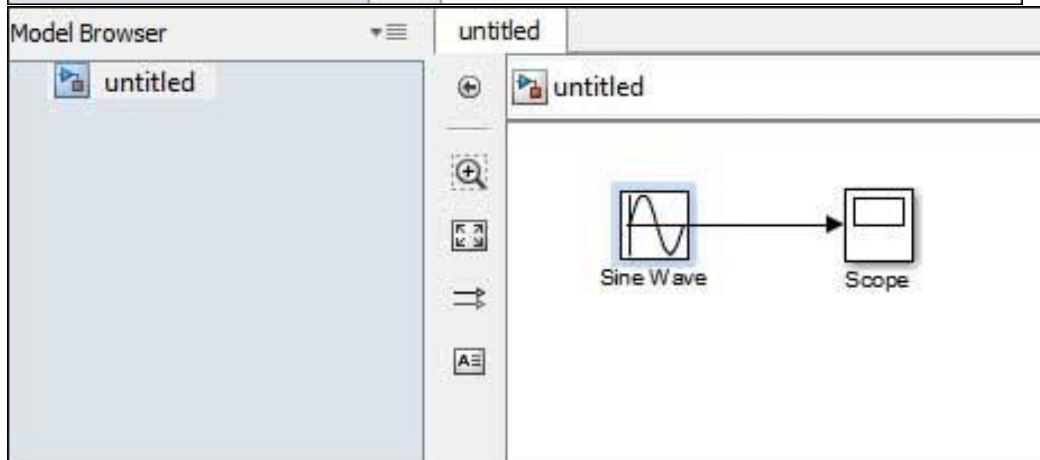 Model Browser
untitled
untitled
untitled
A
Sine Wave
Scope